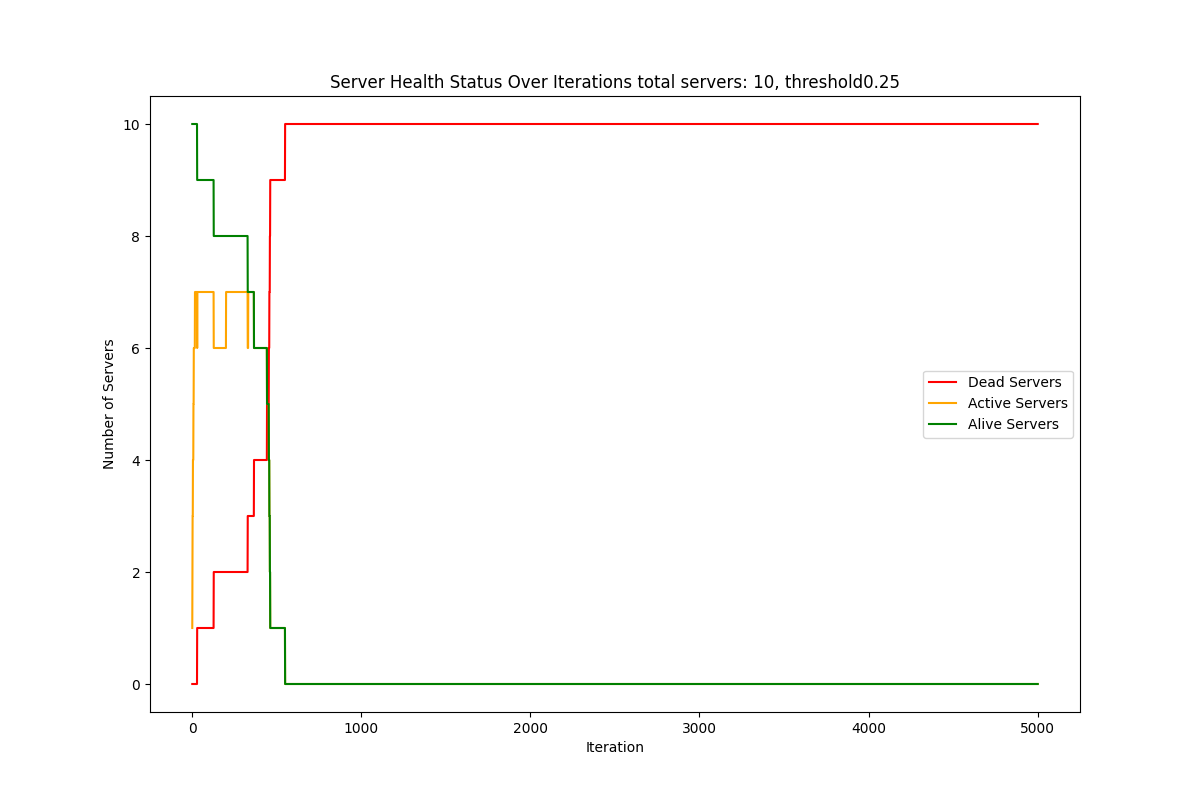 Server Health Status Over Iterations total servers: 10, threshold0.25
10
8
6
4
2
0
Number of Servers
Dead Servers
Active Servers
Alive Servers
0 1000 2000 3000 4000 5000
Iteration